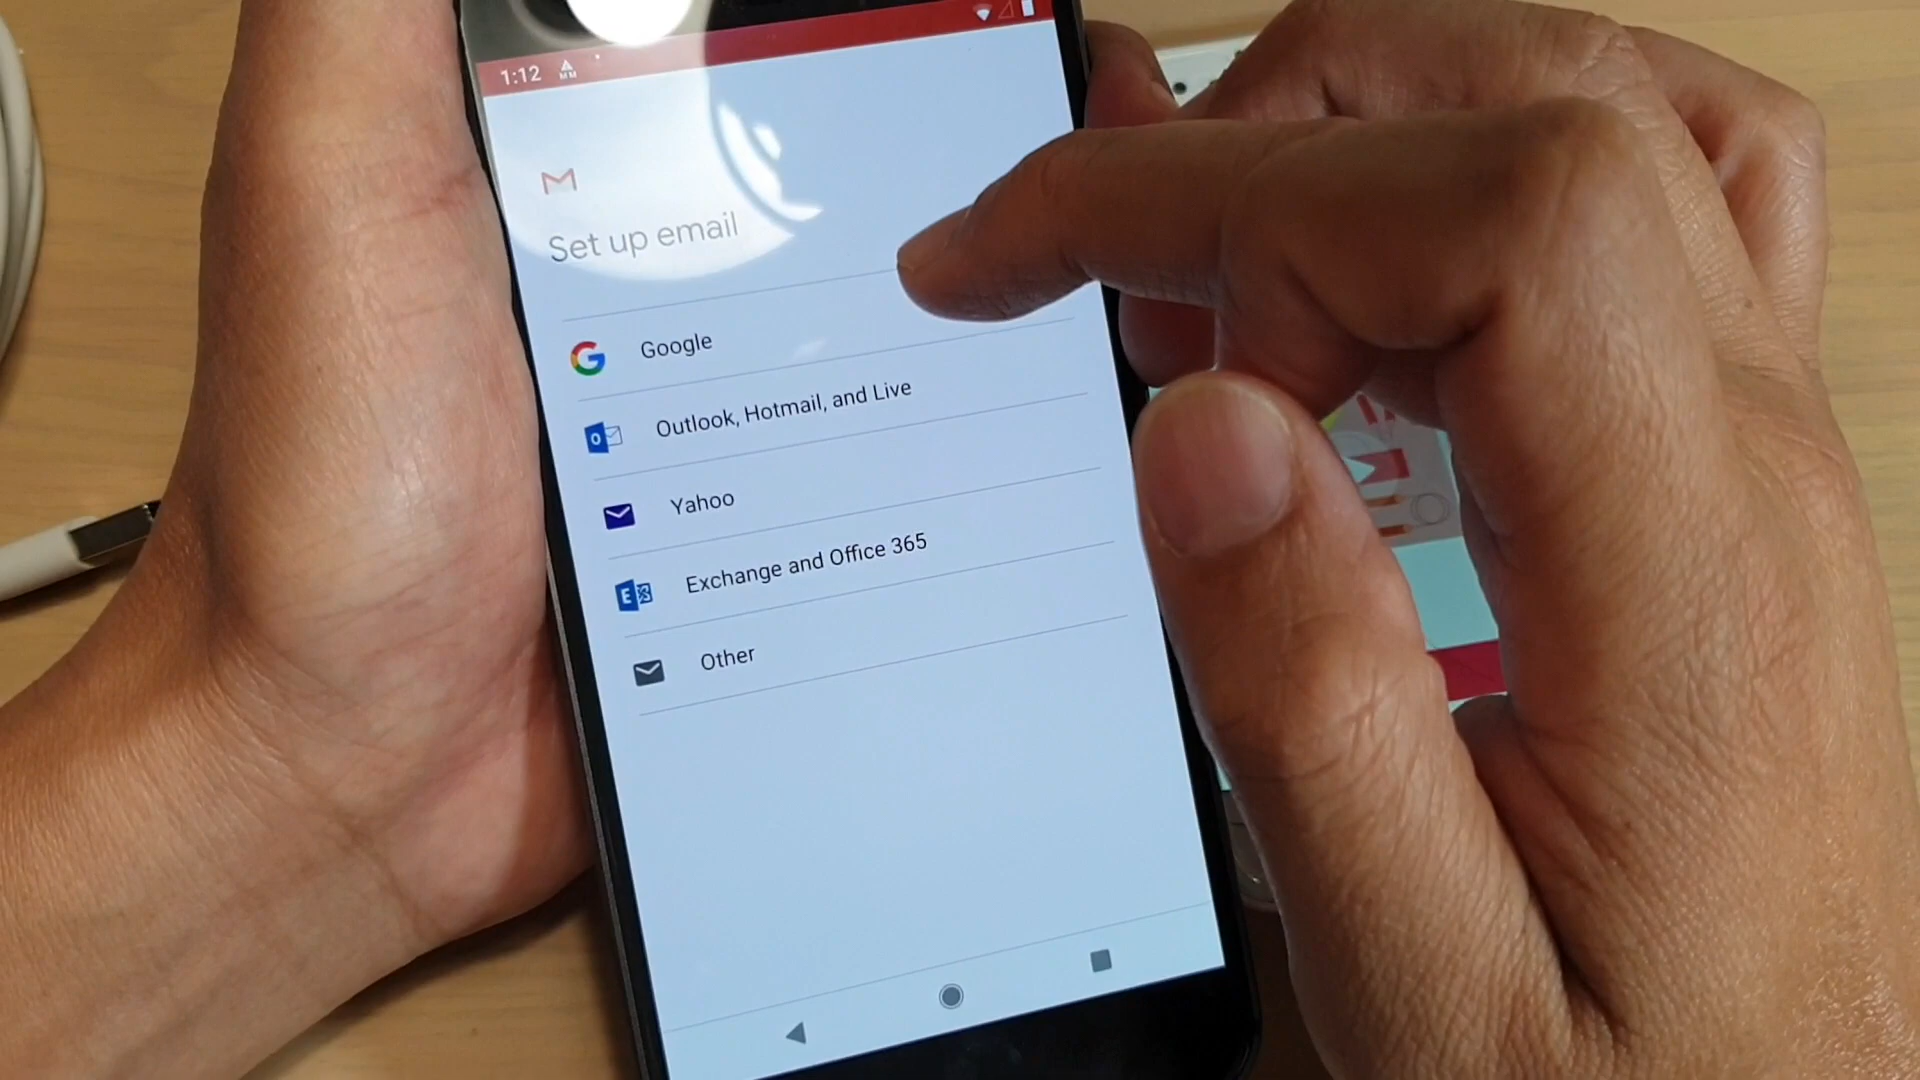 1:12
Set up email
Google
Outlook, Hotmail, and Live
Yahoo
Exchange and Office 365
Other